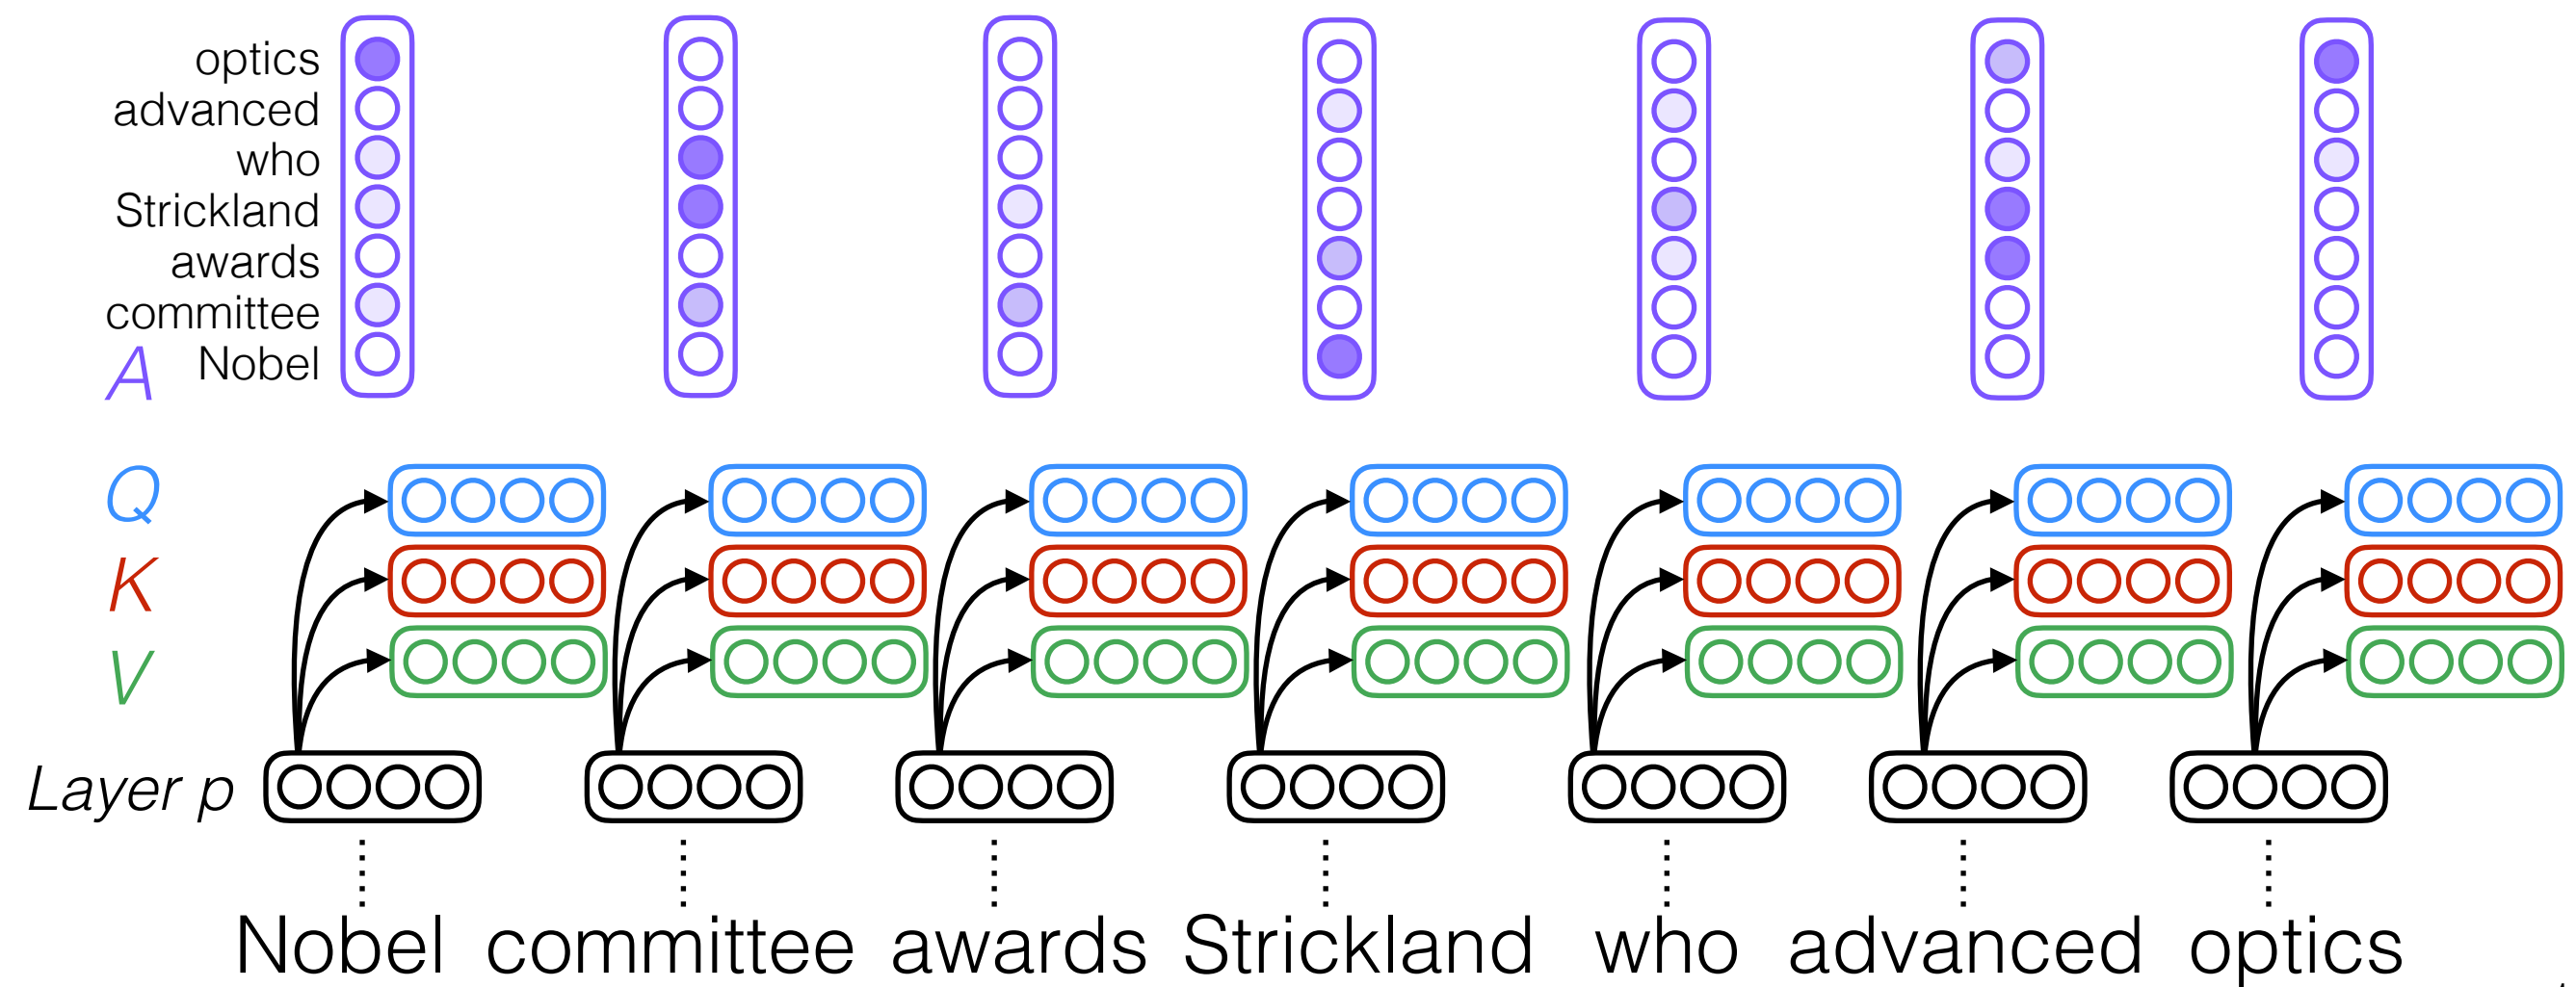 optics
advanced
who
Strickland
awards
committee
A Nobel
Q
K
V
Layer p
Nobel committee awards Strickland who advanced optics